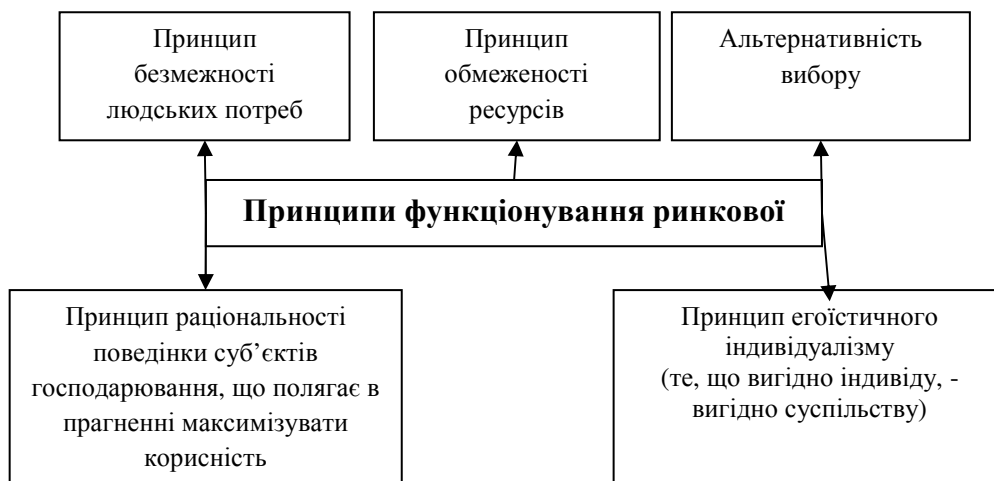 Принцип
безмежності
людських потреб
Принцип
обмеженості
ресурсів
Альтернативність
вибору
Принципи функціонування ринкової
Принцип раціональності
поведінки суб’єктів
господарювання, що полягає в
прагненні максимізувати
корисність
Принцип егоїстичного
індивідуалізму
(те, що вигідно індивіду, -
вигідно суспільству)